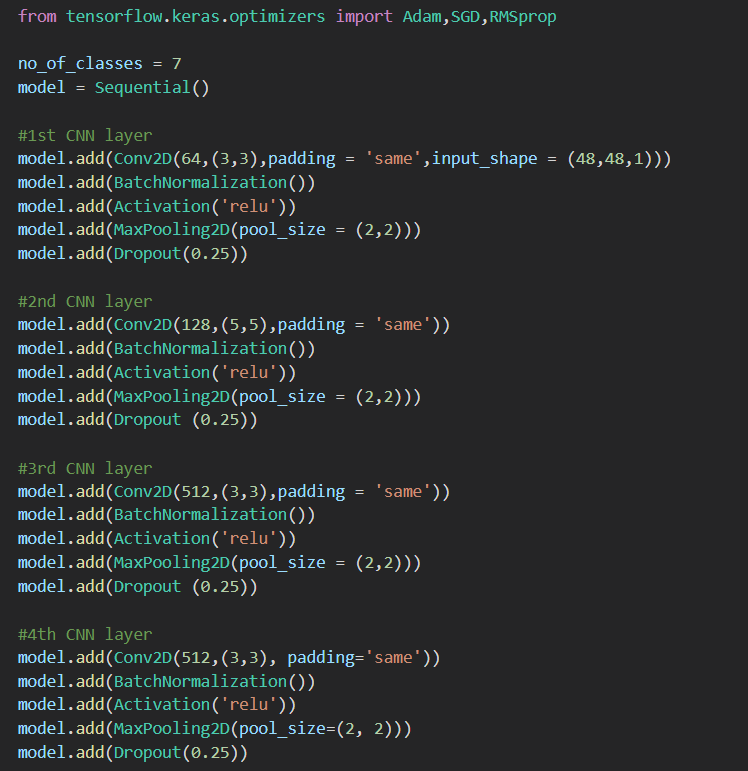 from tensorflow.keras.optimizers import Adam,SGD,RMSprop

no_of_classes = 7
model = Sequential()

#1st CNN layer
model.add(Conv2D(64,(3,3),padding = 'same',input_shape = (48,48,1)))
model.add(BatchNormalization())
model.add(Activation('relu'))
model.add(MaxPooling2D(pool_size = (2,2)))
model.add(Dropout(0.25))

#2nd CNN layer
model.add(Conv2D(128,(5,5),padding = 'same'))
model.add(BatchNormalization())
model.add(Activation('relu'))
model.add(MaxPooling2D(pool_size = (2,2)))
model.add(Dropout (0.25))

#3rd CNN layer
model.add(Conv2D(512,(3,3),padding = 'same'))
model.add(BatchNormalization())
model.add(Activation('relu'))
model.add(MaxPooling2D(pool_size = (2,2)))
model.add(Dropout (0.25))

#4th CNN layer
model.add(Conv2D(512,(3,3), padding='same'))
model.add(BatchNormalization())
model.add(Activation('relu'))
model.add(MaxPooling2D(pool_size=(2, 2)))
model.add(Dropout(0.25))